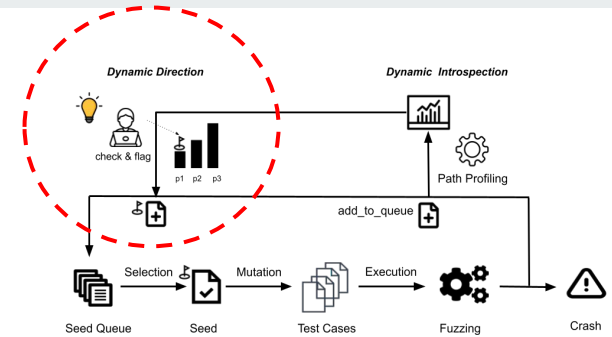 Dynamic Direction
Dynamic Introspection
check & flag
p1 p2 p3
Path Profiling
add_to_queue
Selection
Mutation
Execution
Seed Queue
Seed
Test Cases
Fuzzing
Crash